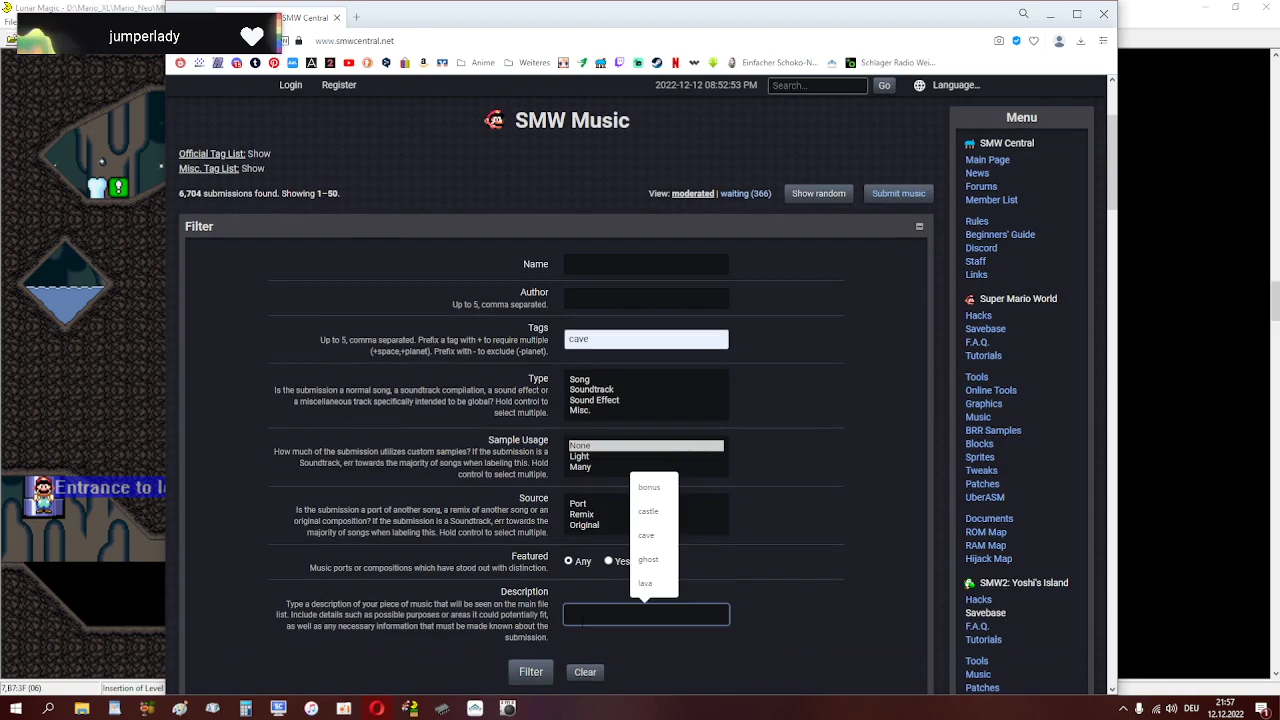 Lunar Magic - D:\Mario_XL\Mario_Neu\M
jumperlady
SMW Central
www.smwcentral.net
Anime
Weiteres
Einfacher Schoko-N...
Schlager Radio Wei...
Login
Register
2022-12-12 08:52:53 PM
Search...
Go
Language...
SMW Music
Official Tag List: Show
Misc. Tag List: Show
6,704 submissions found. Showing 1–50.
View: moderated | waiting (366)
Show random
Submit music
Filter
Name
Author
Up to 5, comma separated.
Tags
Up to 5, comma separated. Prefix a tag with + to require multiple
(+space,+planet). Prefix with - to exclude (-planet).
cave
Type
Is the submission a normal song, a soundtrack compilation, a sound effect or
a miscellaneous track specifically intended to be global? Hold control to
select multiple.
Song
Soundtrack
Sound Effect
Misc.
Sample Usage
How much of the submission utilizes custom samples? If the submission is a
Soundtrack, err towards the majority of songs when labeling this. Hold
control to select multiple.
None
Light
Many
Source
Is the submission a port of another song, a remix of another song or an
original composition? If the submission is a Soundtrack, err towards the
majority of songs when labeling this. Hold control to select multiple.
Port
Remix
Original
Featured
Music ports or compositions which have stood out with distinction.
Any
Yes
Description
Type a description of your piece of music that will be seen on the main file
list. Include details such as possible purposes or areas it could potentially fit,
as well as any necessary information that must be made known about the
submission.
bonus
castle
cave
ghost
lava
Filter
Clear
Menu
SMW Central
Main Page
News
Forums
Member List
Rules
Beginners' Guide
Discord
Staff
Links
Super Mario World
Hacks
Savebase
F.A.Q.
Tutorials
Tools
Online Tools
Graphics
Music
BRR Samples
Blocks
Sprites
Tweaks
Patches
UberASM
Documents
ROM Map
RAM Map
Hijack Map
SMW2: Yoshi's Island
Hacks
Savebase
F.A.Q.
Tutorials
Tools
Music
Patches
Entrance to l
7,B7:3F (06)
Insertion of Level
DEU
21:57
12.12.2022